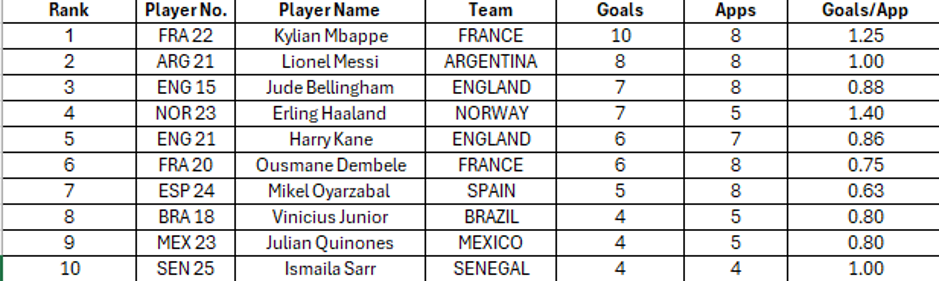 Rank Player No. Player Name Team Goals Apps Goals/App
1 FRA 22 Kylian Mbappe FRANCE 10 8 1.25
2 ARG 21 Lionel Messi ARGENTINA 8 8 1.00
3 ENG 15 Jude Bellingham ENGLAND 7 8 0.88
4 NOR 23 Erling Haaland NORWAY 7 5 1.40
5 ENG 21 Harry Kane ENGLAND 6 7 0.86
6 FRA 20 Ousmane Dembele FRANCE 6 8 0.75
7 ESP 24 Mikel Oyarzabal SPAIN 5 8 0.63
8 BRA 18 Vinicius Junior BRAZIL 4 5 0.80
9 MEX 23 Julian Quinones MEXICO 4 5 0.80
10 SEN 25 Ismaila Sarr SENEGAL 4 4 1.00